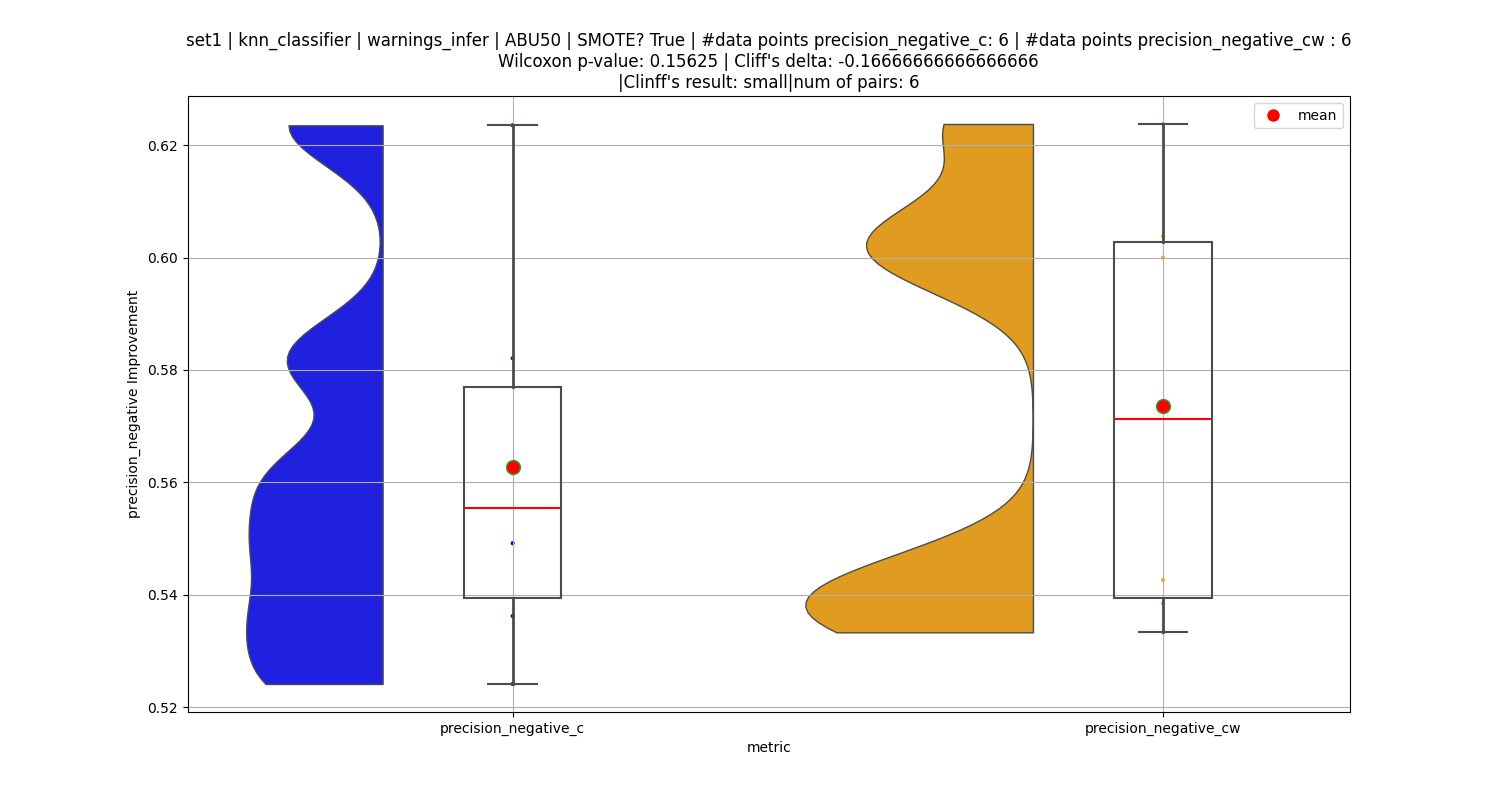 set1 | knn_classifier | warnings_infer | ABU50 | SMOTE? True | #data points precision_negative_c: 6 | #data points precision_negative_cw : 6
Wilcoxon p-value: 0.15625 | Cliff's delta: -0.16666666666666666
|Clinff's result: small|num of pairs: 6
mean
0.62
0.60
0.58
0.56
0.54
0.52
precision_negative Improvement
precision_negative_c
precision_negative_cw
metric